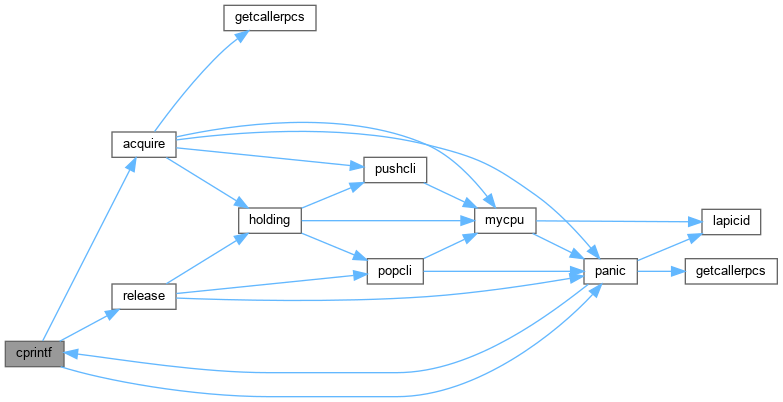 getcallerpcs
acquire
pushcli
holding
mycpu
lapicid
popcli
panic
getcallerpcs
release
cprintf